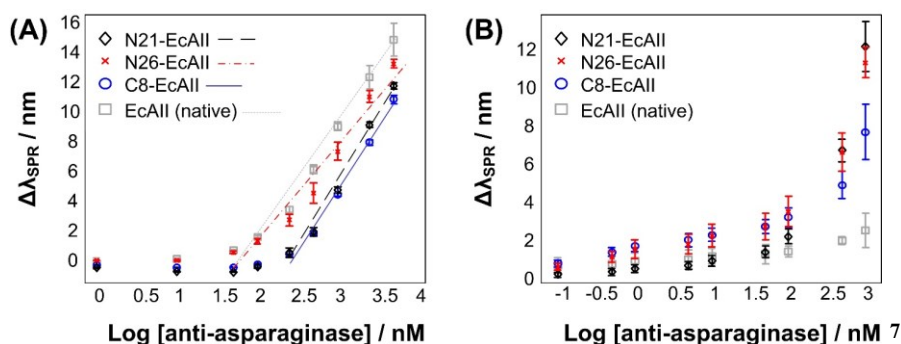 (A)
16
14
12
10
8
6
4
2
0
ΔλSPR / nm
N21-EcAII
N26-EcAII
C8-EcAII
EcAII (native)
0 0.5 1 1.5 2 2.5 3 3.5 4
Log [anti-asparaginase] / nM
(B)
12
10
8
6
4
2
0
ΔλSPR / nm
N21-EcAII
N26-EcAII
C8-EcAII
EcAII (native)
-1 -0.5 0 0.5 1 1.5 2 2.5 3
Log [anti-asparaginase] / nM 7